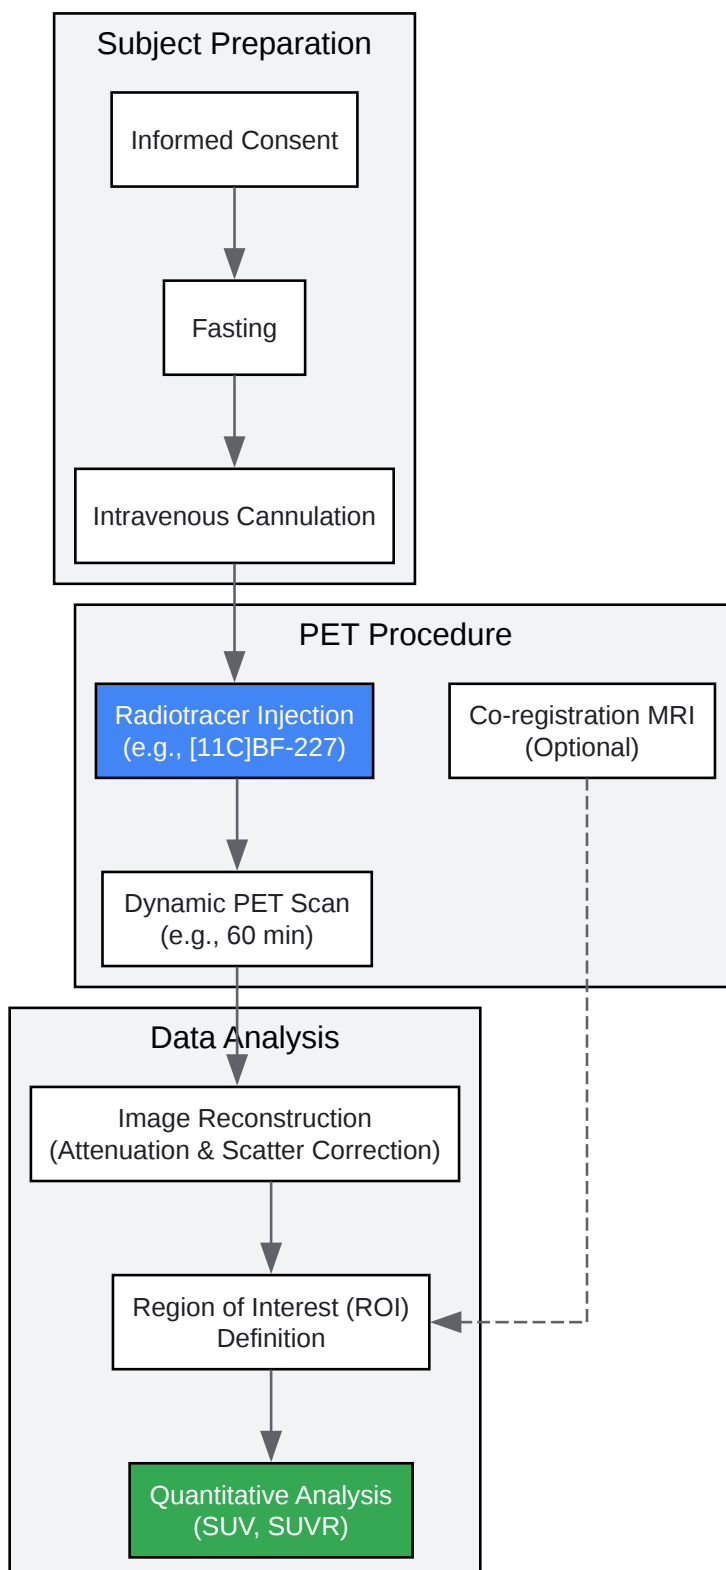 Subject Preparation
Informed Consent
Fasting
Intravenous Cannulation
PET Procedure
Radiotracer Injection
(e.g., [11C]BF-227)
Co-registration MRI
(Optional)
Dynamic PET Scan
(e.g., 60 min)
Data Analysis
Image Reconstruction
(Attenuation & Scatter Correction)
Region of Interest (ROI)
Definition
Quantitative Analysis
(SUV, SUVR)